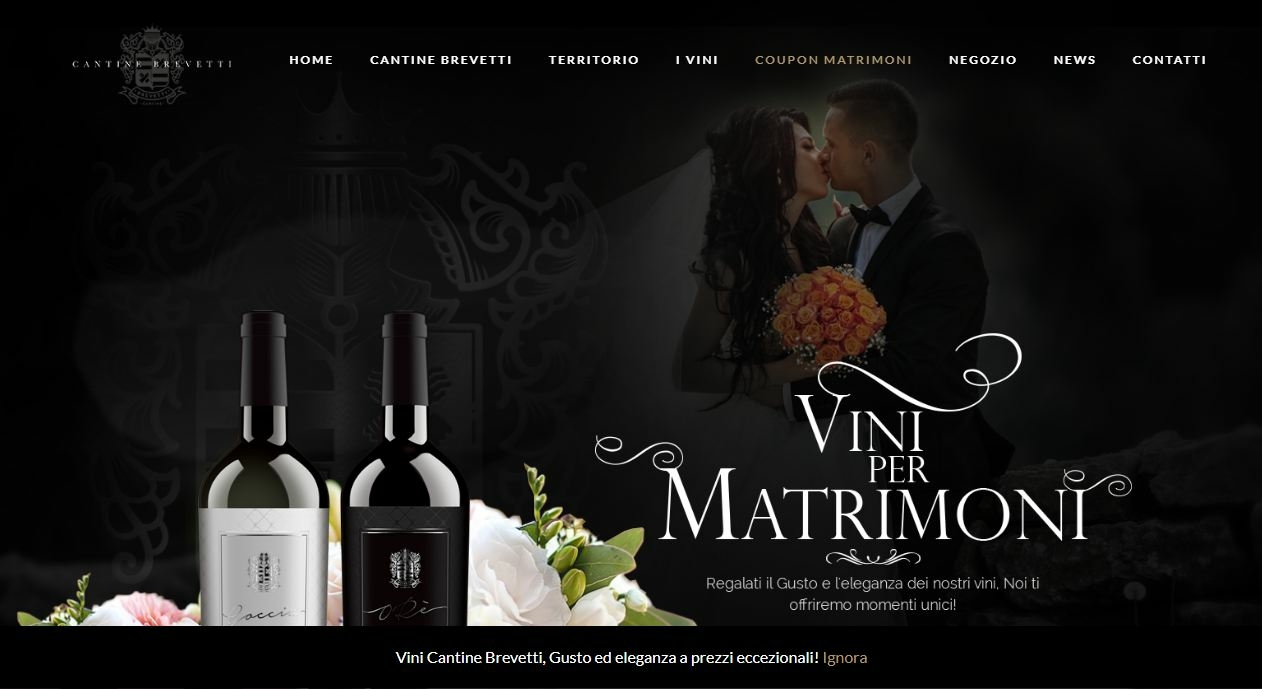 CANTINE BREVETTI
HOME CANTINE BREVETTI TERRITORIO I VINI COUPON MATRIMONI NEGOZIO NEWS CONTATTI
VINI
PER
MATRIMONI
Regalati il Gusto e l'eleganza dei nostri vini, Noi ti
offriremo momenti unici!
O'Rè
Vini Cantine Brevetti, Gusto ed eleganza a prezzi eccezionali! Ignora